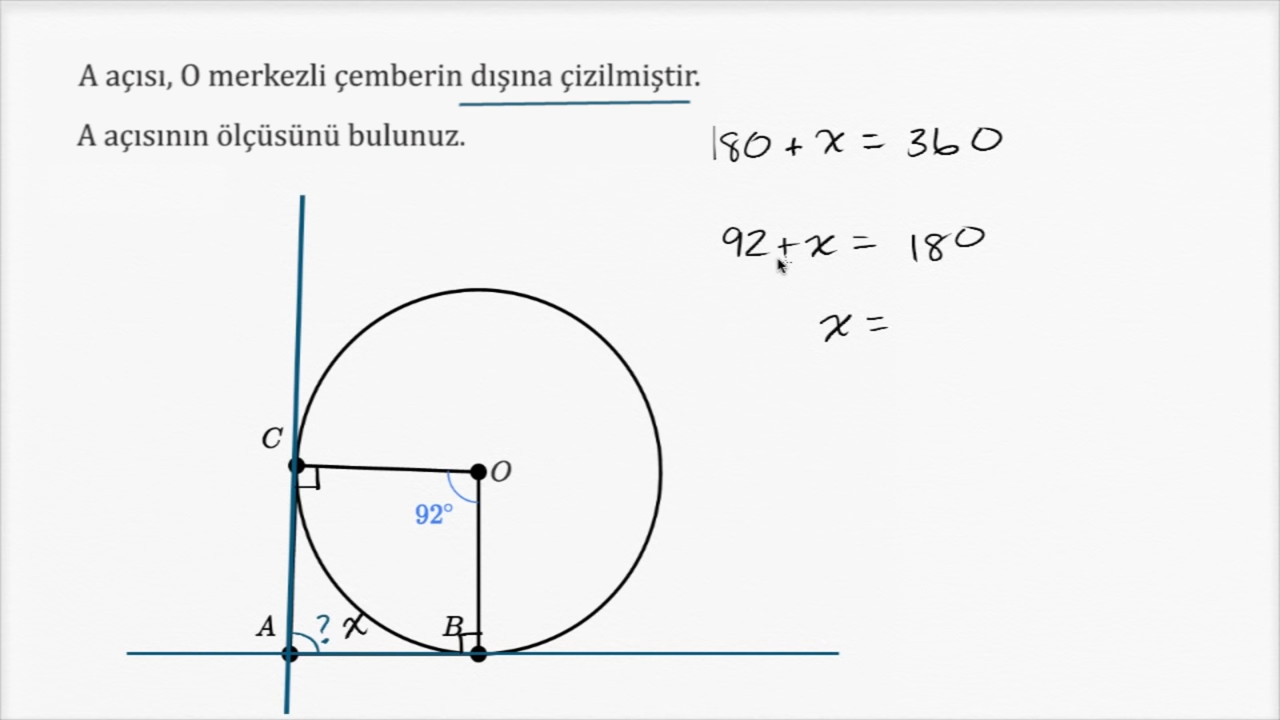 A açısı, O merkezli çemberin dışına çizilmiştir.
A açısının ölçüsünü bulunuz.
180 + x = 360
92 + x = 180
x =
C
O
92°
A
? x
B